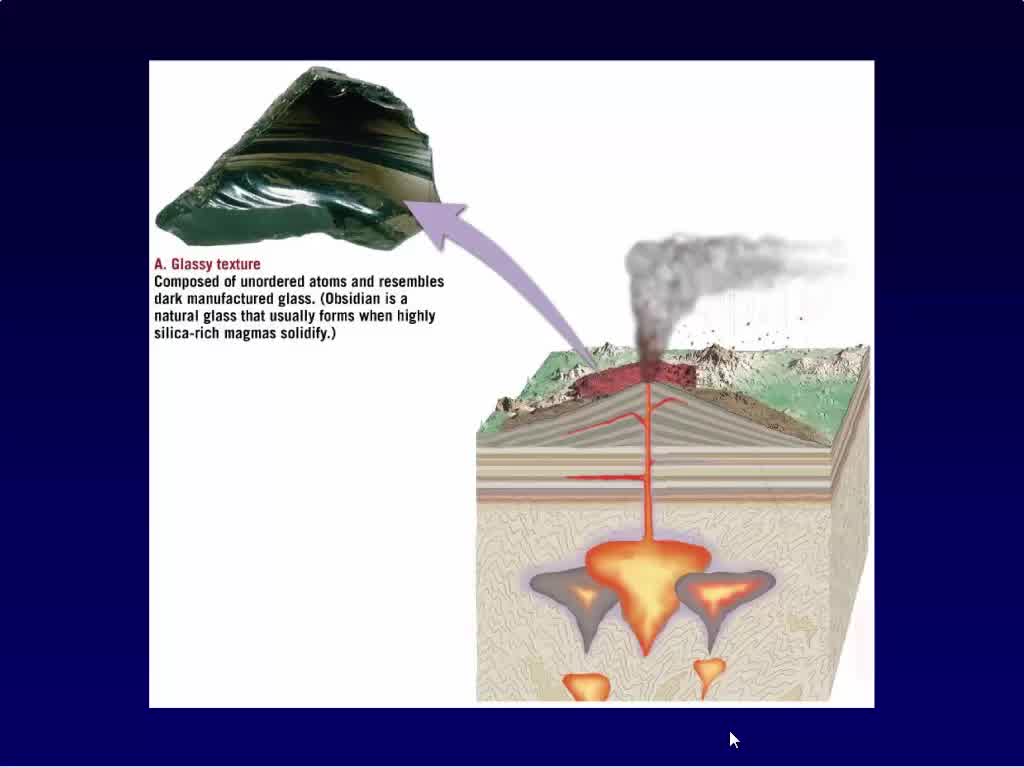 A. Glassy texture
Composed of unordered atoms and resembles
dark manufactured glass. (Obsidian is a
natural glass that usually forms when highly
silica-rich magmas solidify.)